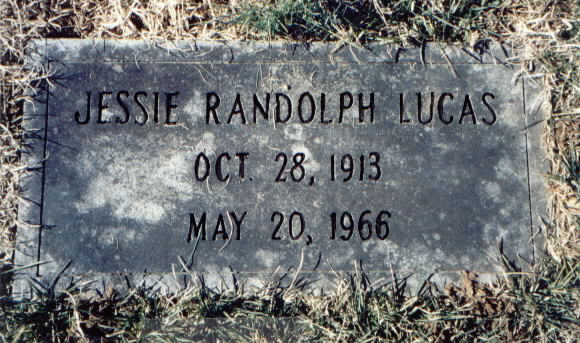 JESSIE RANDOLPH LUCAS
OCT. 28, 1913
MAY 20, 1966